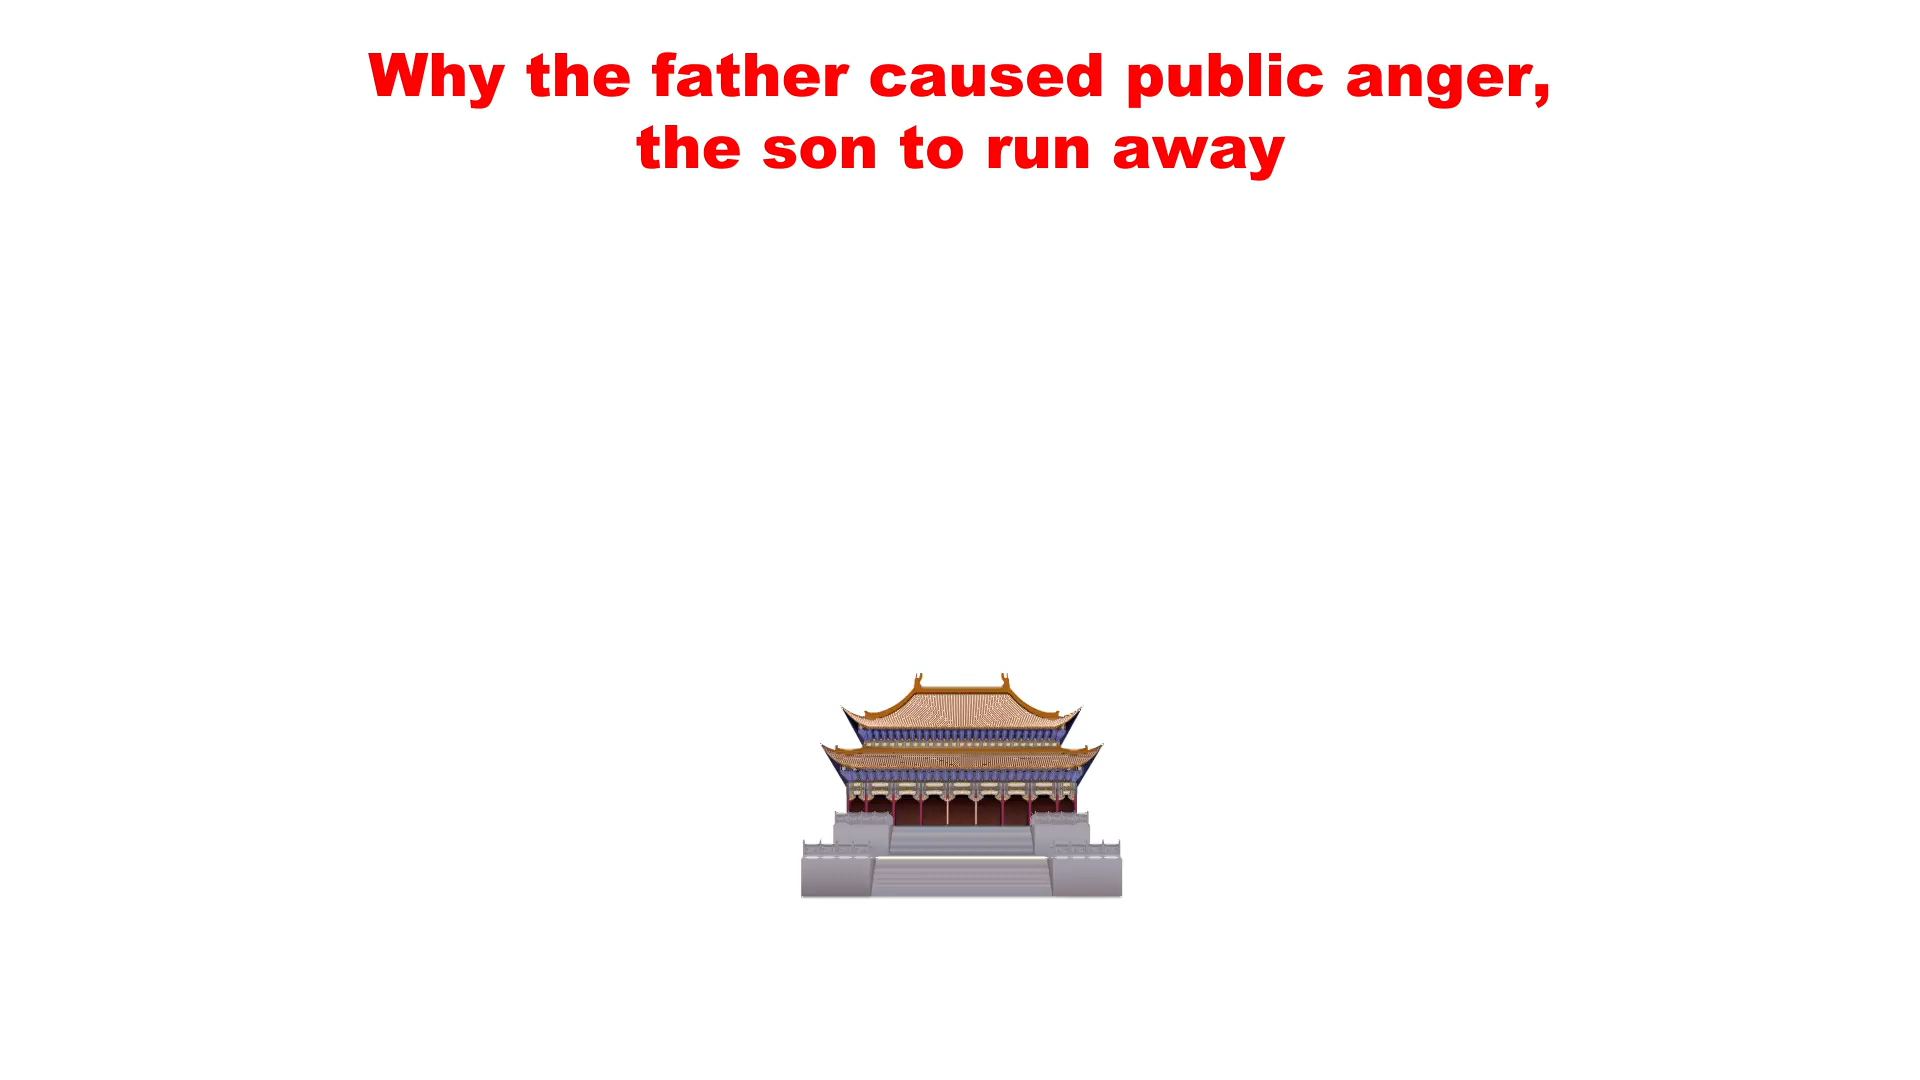 Why the father caused public anger,
the son to run away